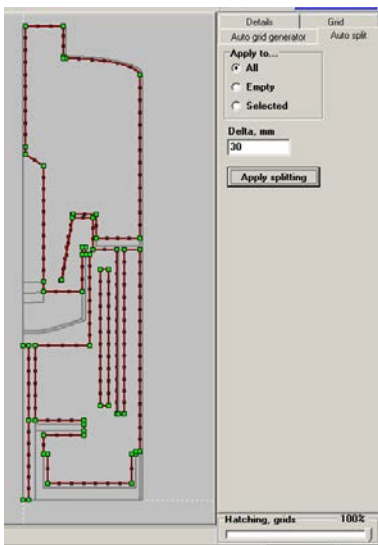 Details Grid
Auto grid generator Auto split
Apply to...
All
Empty
Selected
Delta, mm
30
Apply splitting
Hatching, grids 100%